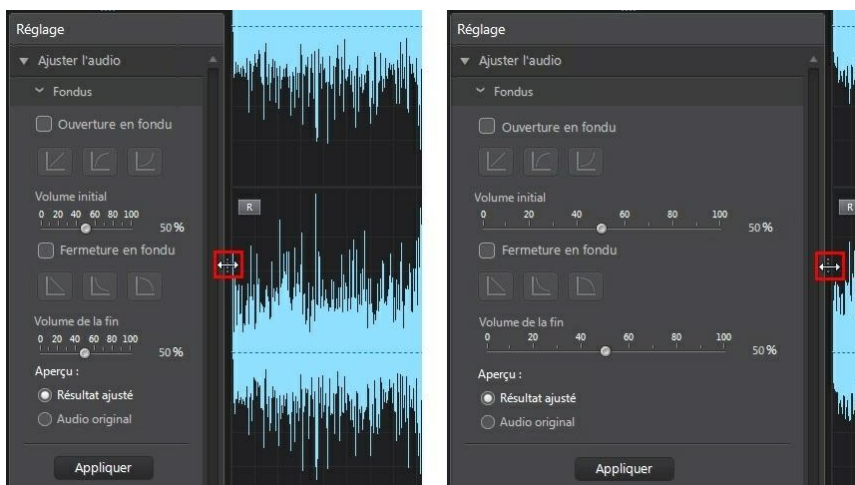 Réglage
Ajuster l'audio
Fondus
Ouverture en fondu
Volume initial
0 20 40 60 80 100
50 %
Fermeture en fondu
Volume de la fin
0 20 40 60 80 100
50 %
Aperçu :
Résultat ajusté
Audio original
Appliquer
R
Réglage
Ajuster l'audio
Fondus
Ouverture en fondu
Volume initial
0 20 40 60 80 100
50 %
Fermeture en fondu
Volume de la fin
0 20 40 60 80 100
50 %
Aperçu :
Résultat ajusté
Audio original
Appliquer
R